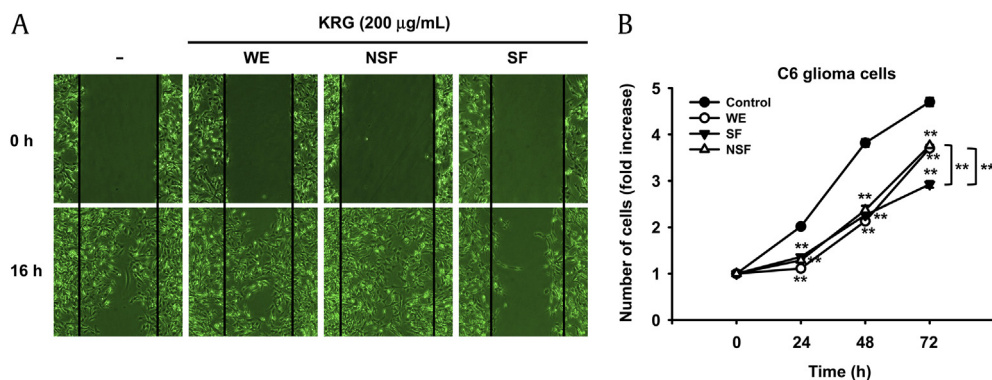 A
KRG (200 μg/mL)
– WE NSF SF
0 h
16 h
B
C6 glioma cells
Number of cells (fold increase)
5
4
3
2
1
0
Control
WE
SF
NSF
**
**
**
**
**
**
**
**
**
** **
0 24 48 72
Time (h)